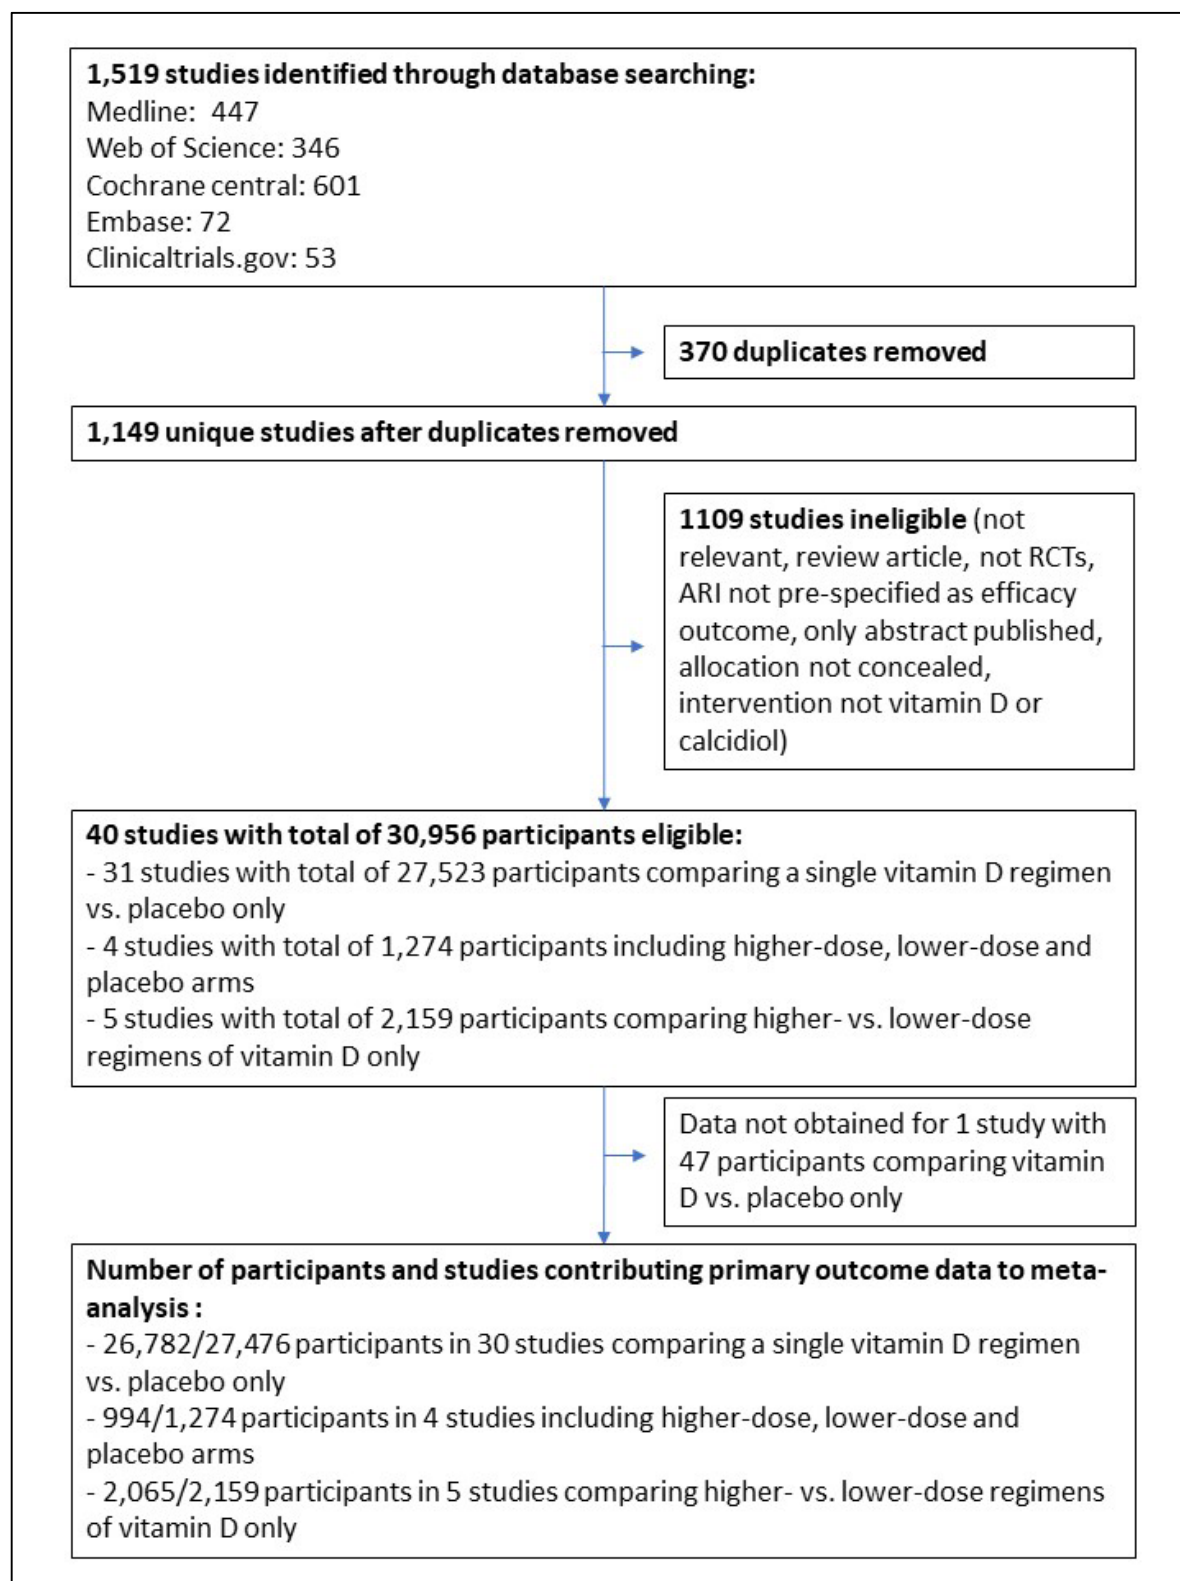 1,519 studies identified through database searching:
Medline:  447
Web of Science: 346
Cochrane central: 601
Embase: 72
Clinicaltrials.gov: 53
370 duplicates removed
1,149 unique studies after duplicates removed
1109 studies ineligible (not
relevant, review article, not RCTs,
ARI not pre-specified as efficacy
outcome, only abstract published,
allocation not concealed,
intervention not vitamin D or
calcidiol)
40 studies with total of 30,956 participants eligible:
- 31 studies with total of 27,523 participants comparing a single vitamin D regimen
vs. placebo only
- 4 studies with total of 1,274 participants including higher-dose, lower-dose and
placebo arms
- 5 studies with total of 2,159 participants comparing higher- vs. lower-dose
regimens of vitamin D only
Data not obtained for 1 study with
47 participants comparing vitamin
D vs. placebo only
Number of participants and studies contributing primary outcome data to meta-
analysis :
- 26,782/27,476 participants in 30 studies comparing a single vitamin D regimen
vs. placebo only
- 994/1,274 participants in 4 studies including higher-dose, lower-dose and
placebo arms
- 2,065/2,159 participants in 5 studies comparing higher- vs. lower-dose regimens
of vitamin D only